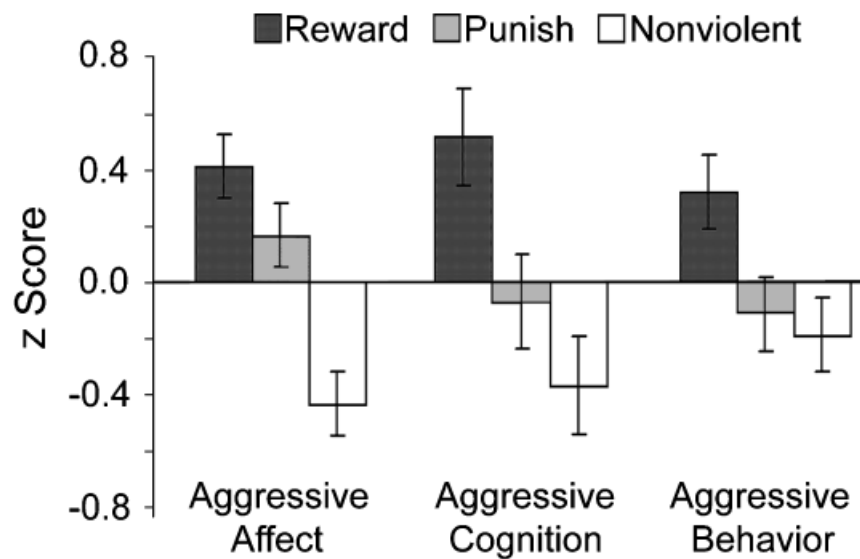 Reward Punish Nonviolent
0.8
0.4
0.0
-0.4
-0.8
z Score
Aggressive Affect
Aggressive Cognition
Aggressive Behavior